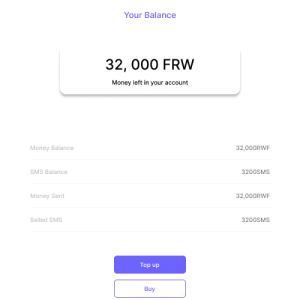 Your Balance
32, 000 FRW
Money left in your account
Money Balance 32,000RWF
SMS Balance 3200SMS
Money Sent 32,000RWF
Selled SMS 3200SMS
Top up
Buy